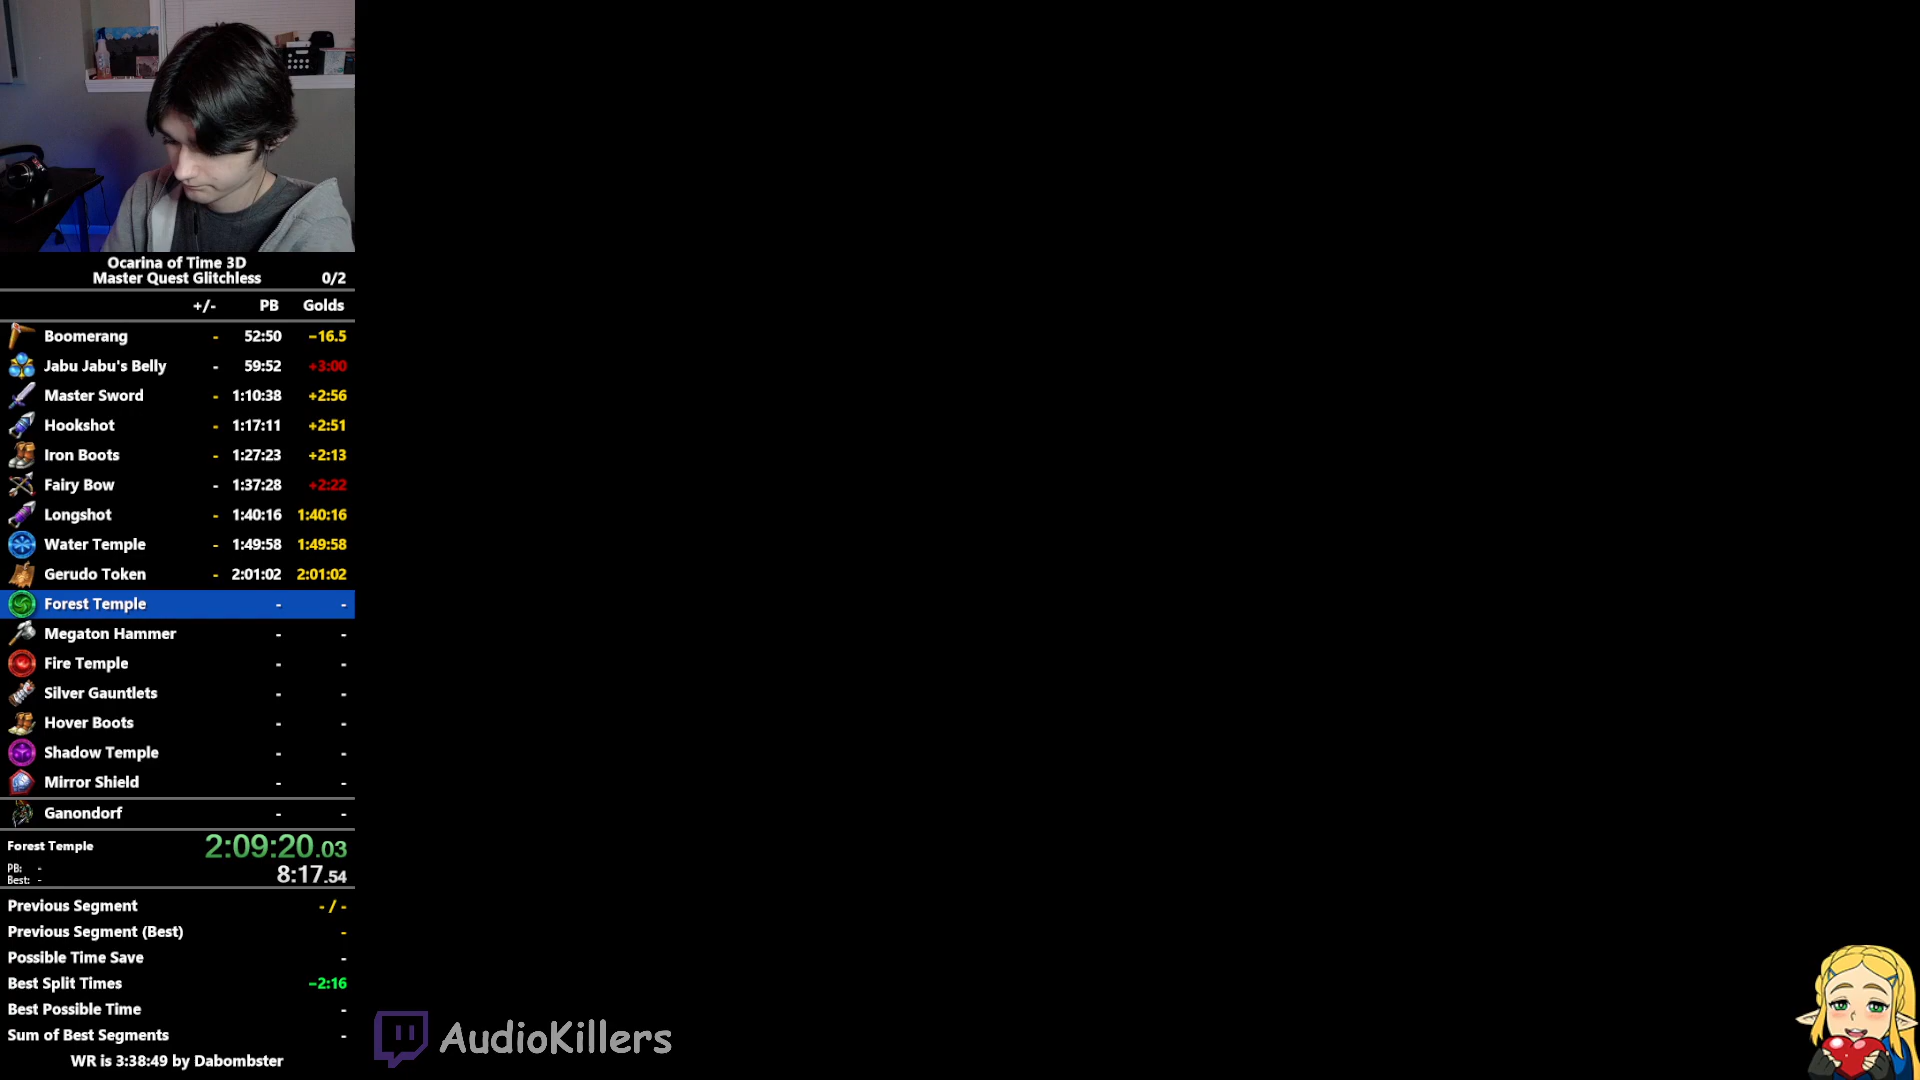 Ocarina of Time 3D
Master Quest Glitchless 0/2
+/- PB Golds
Boomerang - 52:50 −16.5
Jabu Jabu's Belly - 59:52 +3:00
Master Sword - 1:10:38 +2:56
Hookshot - 1:17:11 +2:51
Iron Boots - 1:27:23 +2:13
Fairy Bow - 1:37:28 +2:22
Longshot - 1:40:16 1:40:16
Water Temple - 1:49:58 1:49:58
Gerudo Token - 2:01:02 2:01:02
Forest Temple - -
Megaton Hammer - -
Fire Temple - -
Silver Gauntlets - -
Hover Boots - -
Shadow Temple - -
Mirror Shield - -
Ganondorf - -
Forest Temple 2:09:20.03
PB: -
Best: - 8:17.54
Previous Segment - / -
Previous Segment (Best) -
Possible Time Save -
Best Split Times −2:16
Best Possible Time -
Sum of Best Segments -
WR is 3:38:49 by Dabombster
AudioKillers